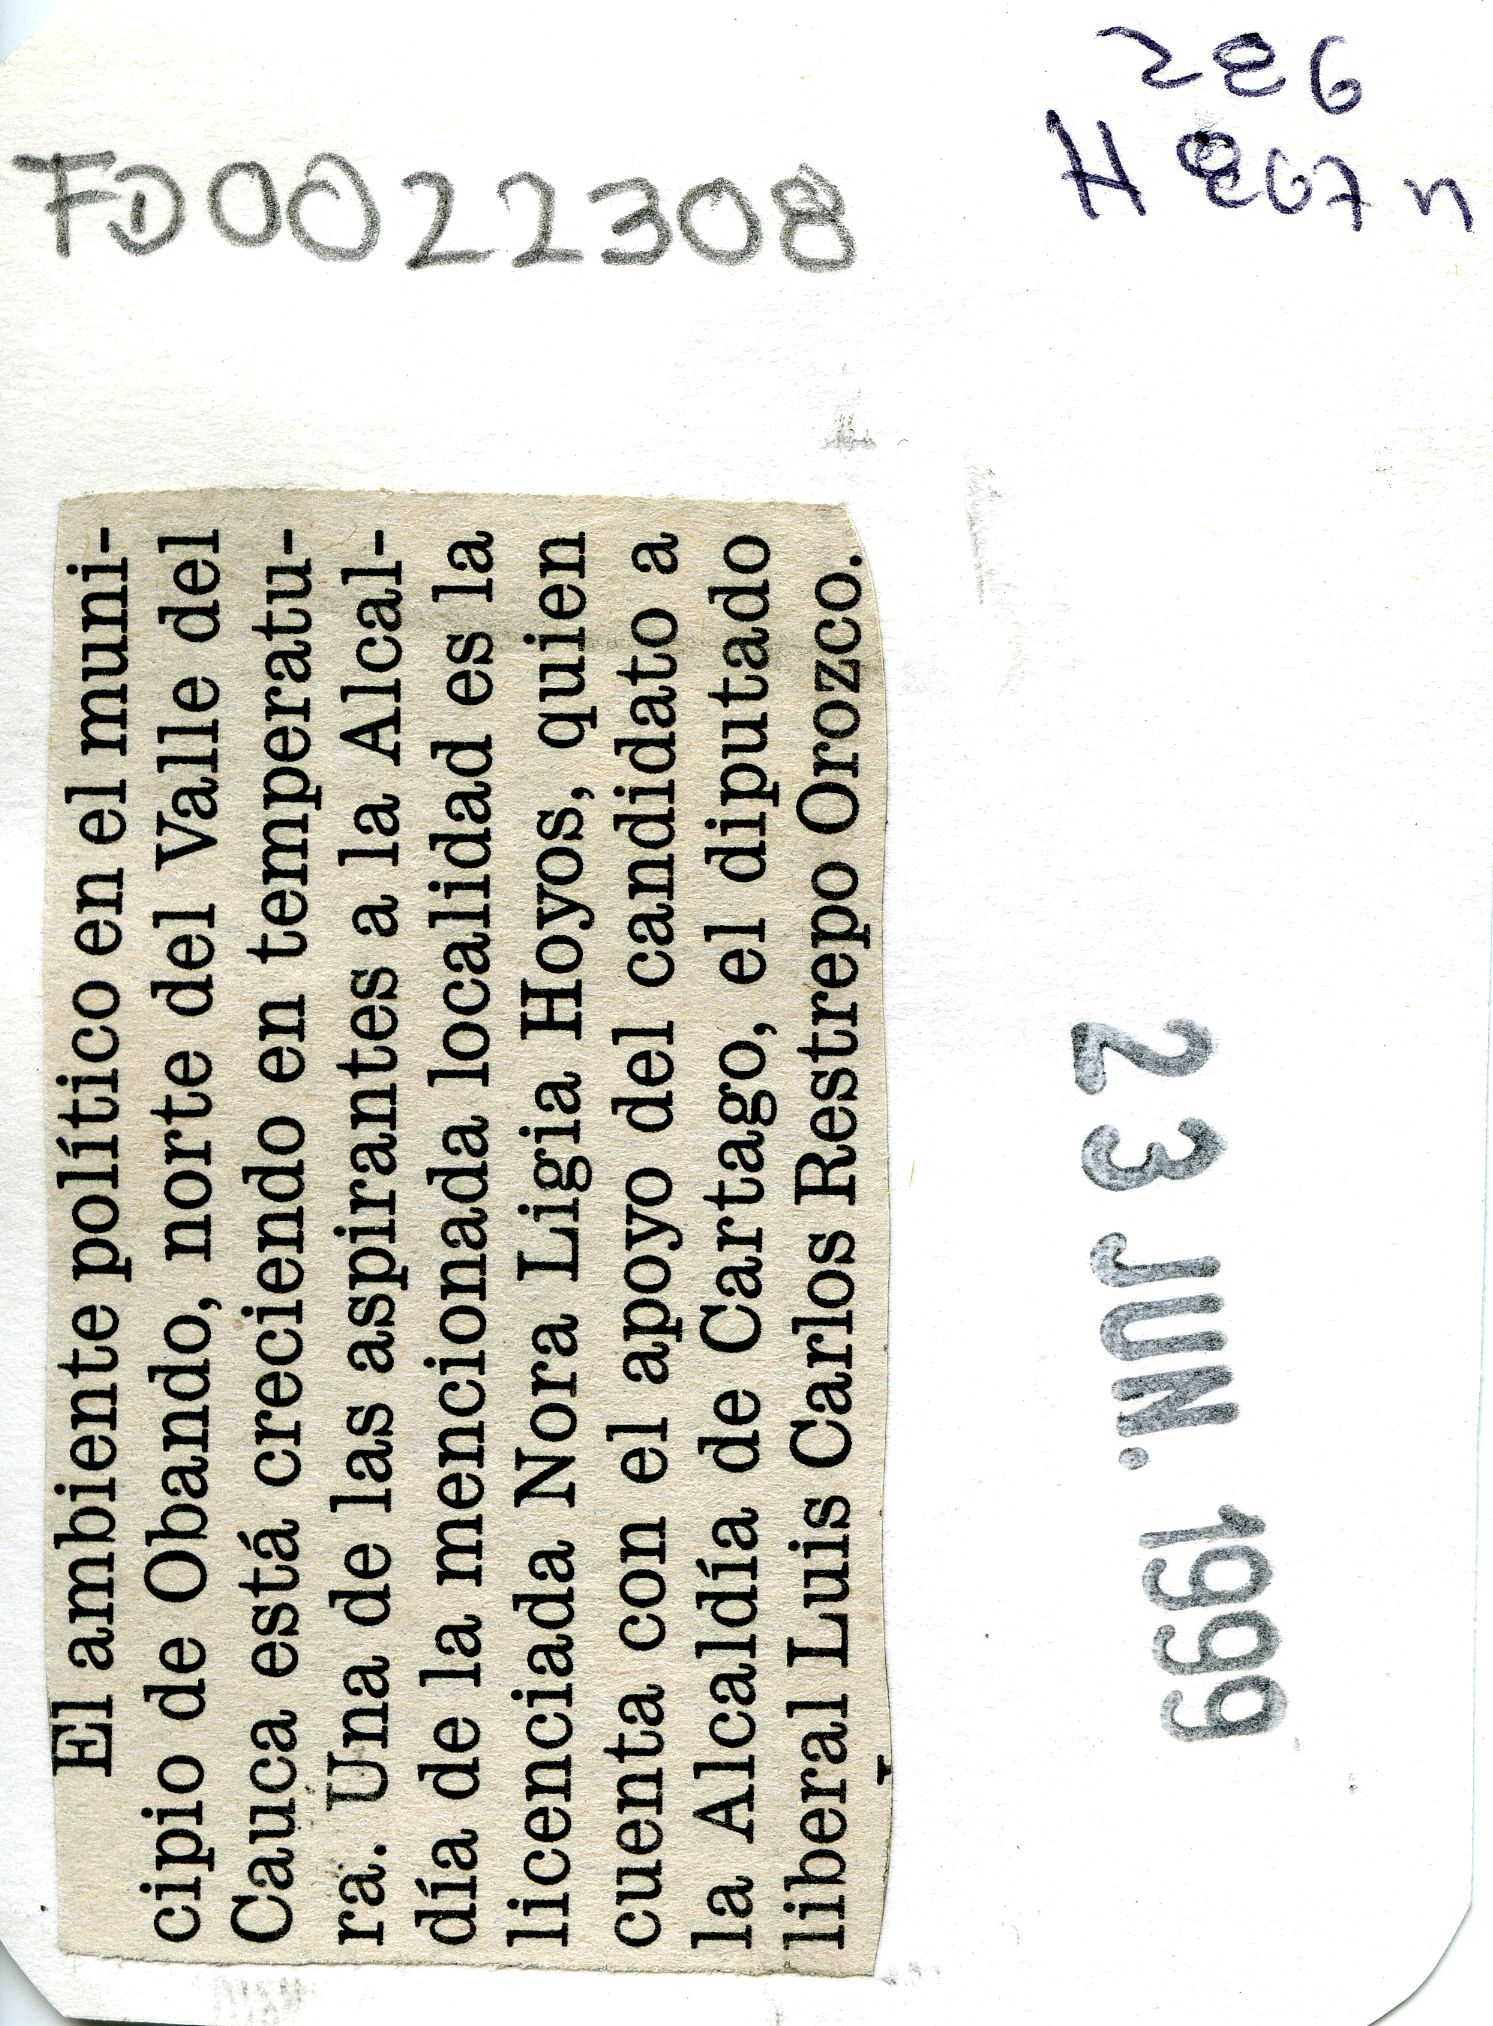 286
H867n
FD0022308
El ambiente político en el muni-
cipio de Obando, norte del Valle del
Cauca está creciendo en temperatu-
ra. Una de las aspirantes a la Alcal-
día de la mencionada localidad es la
licenciada Nora Ligia Hoyos, quien
cuenta con el apoyo del candidato a
la Alcaldía de Cartago, el diputado
liberal Luis Carlos Restrepo Orozco.
23 JUN. 1999